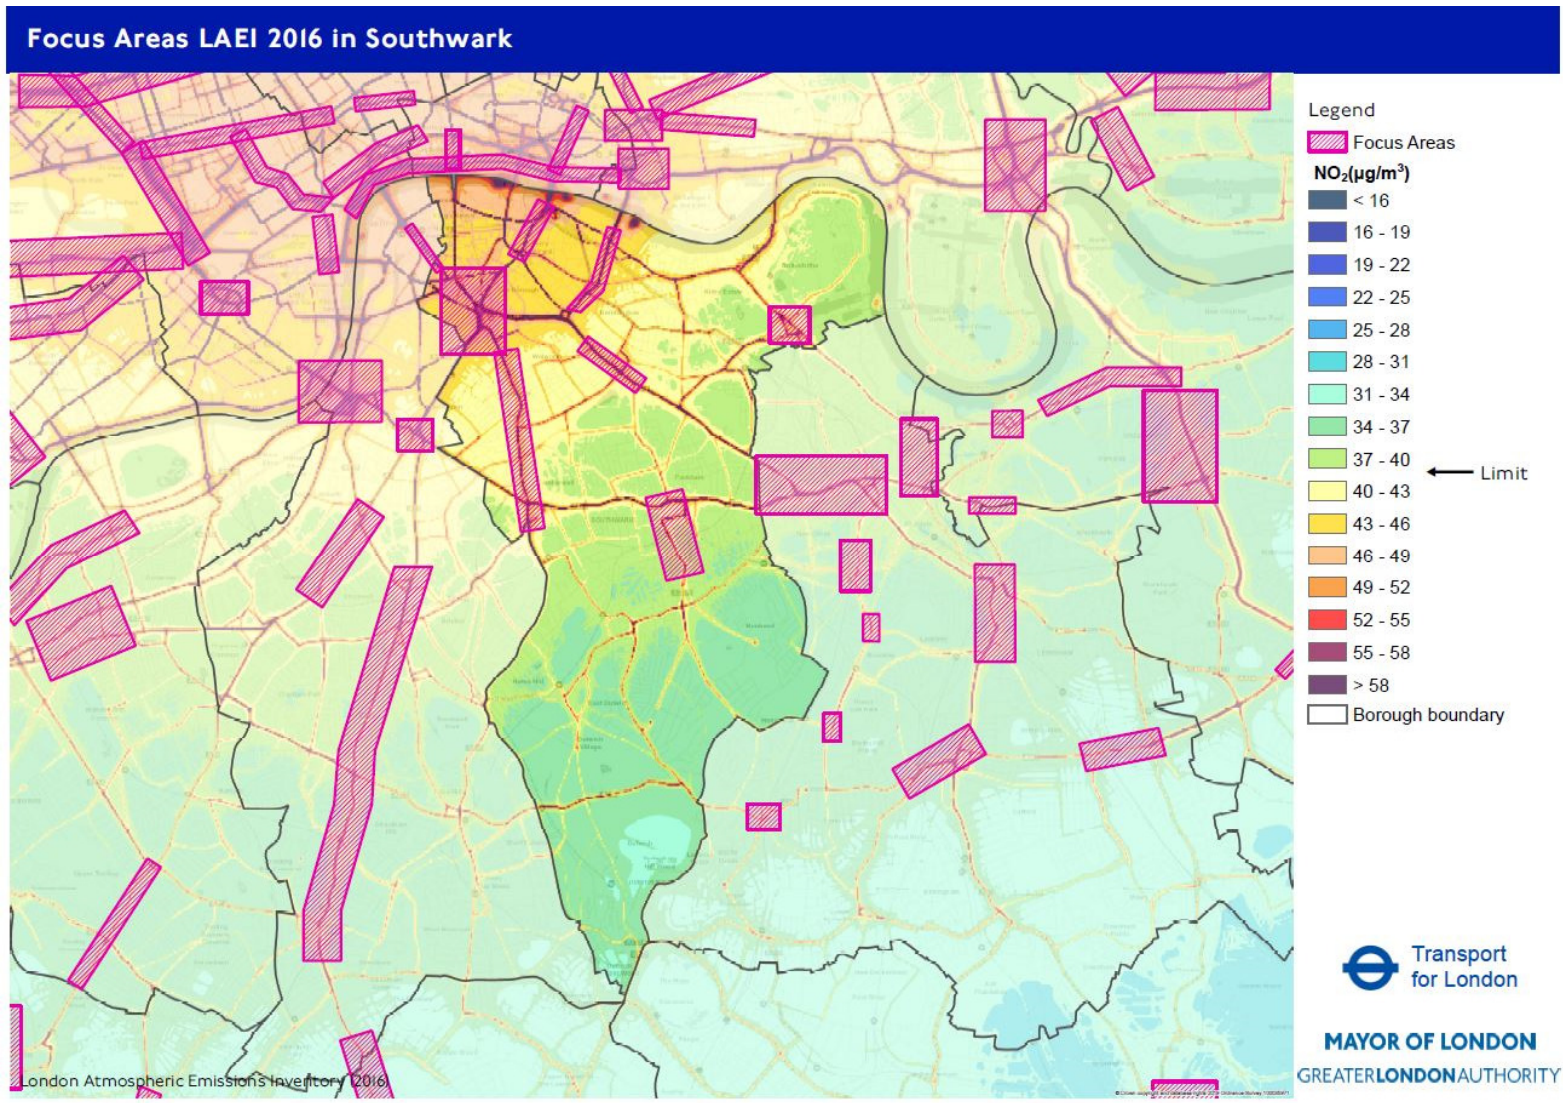 Focus Areas LAEI 2016 in Southwark
Legend
Focus Areas
NO₂(µg/m³)
< 16
16 - 19
19 - 22
22 - 25
25 - 28
28 - 31
31 - 34
34 - 37
37 - 40
Limit
40 - 43
43 - 46
46 - 49
49 - 52
52 - 55
55 - 58
> 58
Borough boundary
Transport
for London
MAYOR OF LONDON
GREATERLONDONAUTHORITY
London Atmospheric Emissions Inventory (2016)